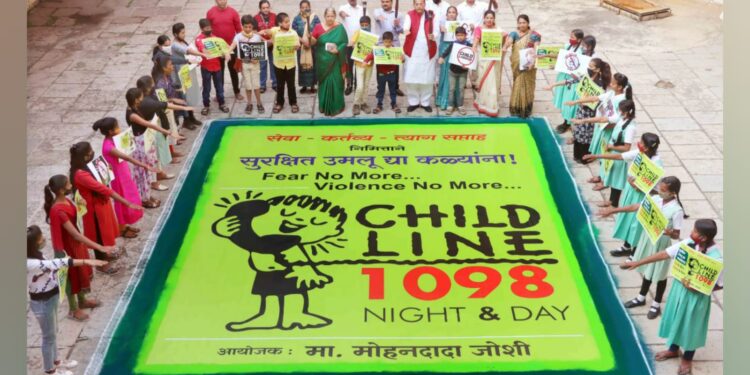 सेवा - कर्तव्य - त्याग सप्ताह
निमित्ताने
सुरक्षित उमलू द्या कळ्यांना!
Fear No More...
Violence No More...
CHILD
LINE
1098
NIGHT & DAY
आयोजक : मा. मोहनदादा जोशी